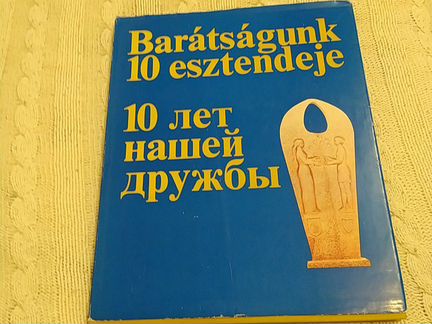 Barátságunk
10 esztendeje
10 лет
нашей
дружбы